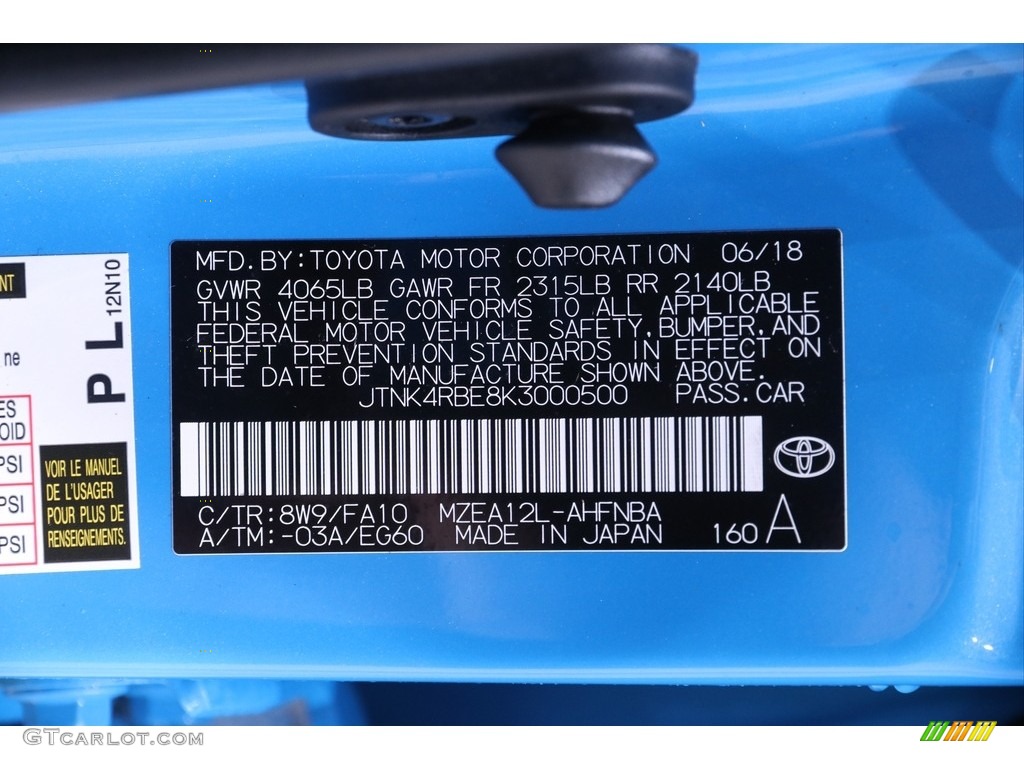 MFD.BY:TOYOTA MOTOR CORPORATION 06/18
GVWR 4065LB GAWR FR 2315LB RR 2140LB
THIS VEHICLE CONFORMS TO ALL APPLICABLE
FEDERAL MOTOR VEHICLE SAFETY,BUMPER,AND
THEFT PREVENTION STANDARDS IN EFFECT ON
THE DATE OF MANUFACTURE SHOWN ABOVE.
JTNK4RBE8K3000500 PASS.CAR
C/TR:8W9/FA10 MZEA12L-AHFNBA
A/TM:-03A/EG60 MADE IN JAPAN 160A
12N10
PL
PSI
PSI
PSI
VOIR LE MANUEL
DE L'USAGER
POUR PLUS DE
RENSEIGNEMENTS.
GTCarlot.com